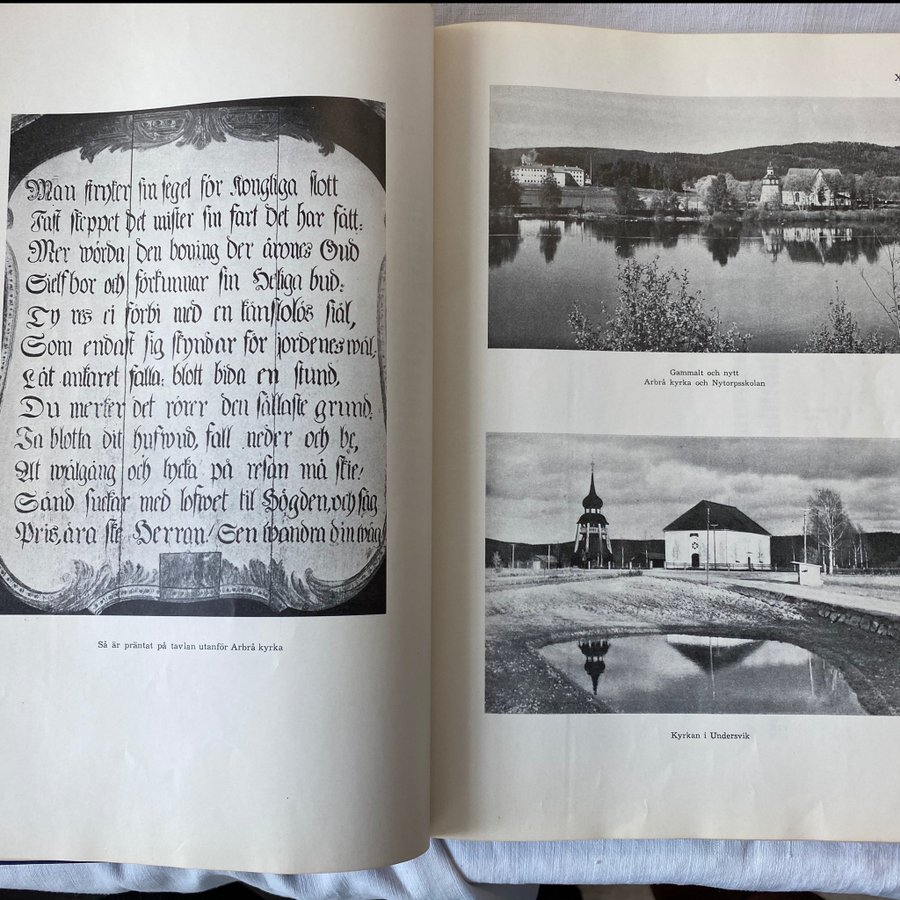 Man stryker sin segel för Kongliga slott
Fast skeppet det mister sin fart det har fått:
Mer wörda den boning der ärones Gud
Sielf bor och förkunnar sin Heliga bud:
Ty res ei förbi med en känslolös siäl,
Som endast sig skyndar för jordenes wäl,
Låt ankaret falla: blott bida en stund,
Du merker det rörer den sällaste grund.
Ja blotta dit hufwud, fall neder och be,
At wälgång och lycka på resan må skie/
Sänd suckar med lofwet til Högden, och säg
Pris, ära ske Herran/ Sen wandra din wäg
Så är präntat på tavlan utanför Arbrå kyrka
X
Gammalt och nytt
Arbrå kyrka och Nytorpsskolan
Kyrkan i Undersvik